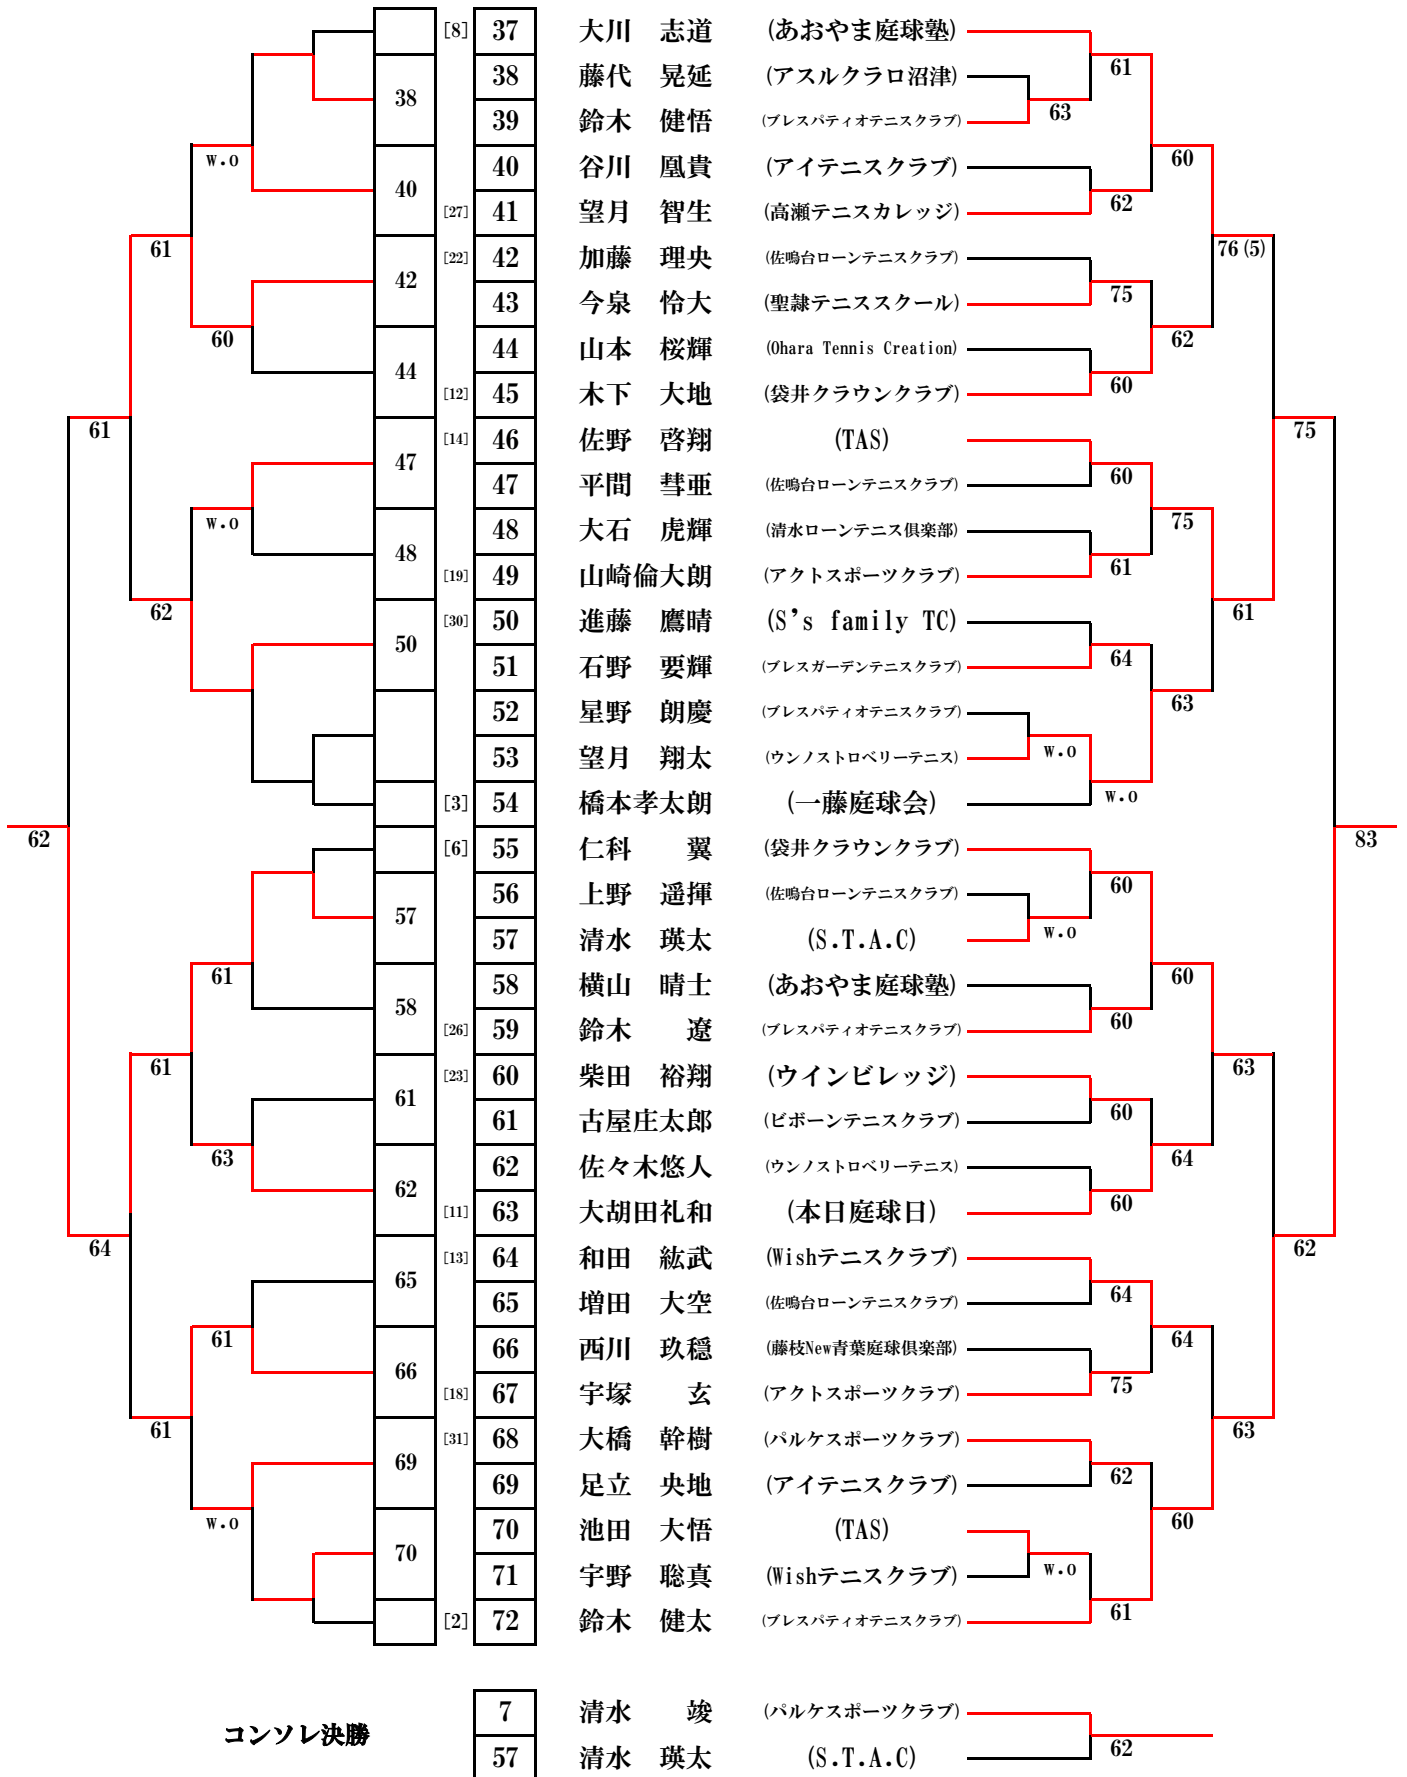 [8] 37 大川 志道 (あおやま庭球塾)
61
38 藤代 晃延 (アスルクラロ沼津)
38
63
39 鈴木 健悟 (ブレスパティオテニスクラブ)
w.o
60
40 谷川 凰貴 (アイテニスクラブ)
40
62
[27] 41 望月 智生 (高瀬テニスカレッジ)
61
76(5)
[22] 42 加藤 理央 (佐鳴台ローンテニスクラブ)
42
75
43 今泉 怜大 (聖隷テニススクール)
60
62
44 山本 桜輝 (Ohara Tennis Creation)
44
60
[12] 45 木下 大地 (袋井クラウンクラブ)
61
75
[14] 46 佐野 啓翔 (TAS)
47
60
47 平間 彗亜 (佐鳴台ローンテニスクラブ)
w.o
75
48 大石 虎輝 (清水ローンテニス倶楽部)
48
61
[19] 49 山崎倫大朗 (アクトスポーツクラブ)
62
61
[30] 50 進藤 鷹晴 (S’s family TC)
50
64
51 石野 要輝 (ブレスガーデンテニスクラブ)
63
52 星野 朗慶 (ブレスパティオテニスクラブ)
w.o
53 望月 翔太 (ウンノストロベリーテニス)
w.o
[3] 54 橋本孝太朗 (一藤庭球会)
62
83
[6] 55 仁科 翼 (袋井クラウンクラブ)
60
56 上野 遥揮 (佐鳴台ローンテニスクラブ)
57
w.o
57 清水 瑛太 (S.T.A.C)
61
60
58 横山 晴士 (あおやま庭球塾)
58
60
[26] 59 鈴木 遼 (ブレスパティオテニスクラブ)
61
63
[23] 60 柴田 裕翔 (ウインビレッジ)
61
60
61 古屋庄太郎 (ビボーンテニスクラブ)
63
64
62 佐々木悠人 (ウンノストロベリーテニス)
62
60
[11] 63 大胡田礼和 (本日庭球日)
64
62
[13] 64 和田 紘武 (Wishテニスクラブ)
65
64
65 増田 大空 (佐鳴台ローンテニスクラブ)
61
64
66 西川 玖穏 (藤枝New青葉庭球倶楽部)
66
75
[18] 67 宇塚 玄 (アクトスポーツクラブ)
61
63
[31] 68 大橋 幹樹 (パルケスポーツクラブ)
69
62
69 足立 央地 (アイテニスクラブ)
w.o
60
70 池田 大悟 (TAS)
70
w.o
71 宇野 聡真 (Wishテニスクラブ)
61
[2] 72 鈴木 健太 (ブレスパティオテニスクラブ)
コンソレ決勝
7 清水 竣 (パルケスポーツクラブ)
62
57 清水 瑛太 (S.T.A.C)